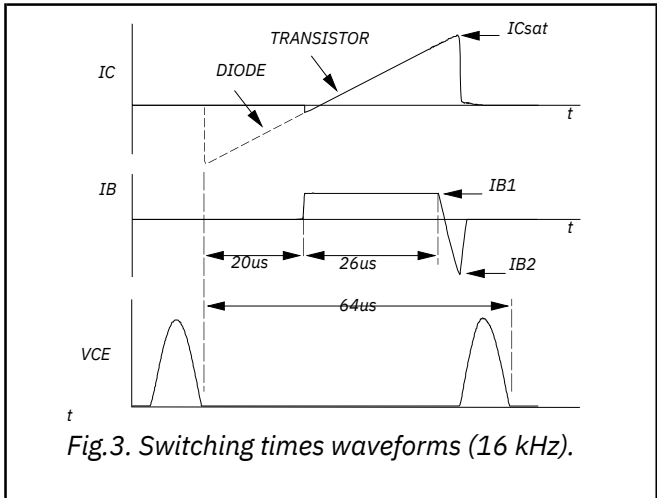 ICsat
TRANSISTOR
IC
DIODE
t
IB
IB1
t
20us
26us
IB2
64us
VCE
t
Fig.3. Switching times waveforms (16 kHz).